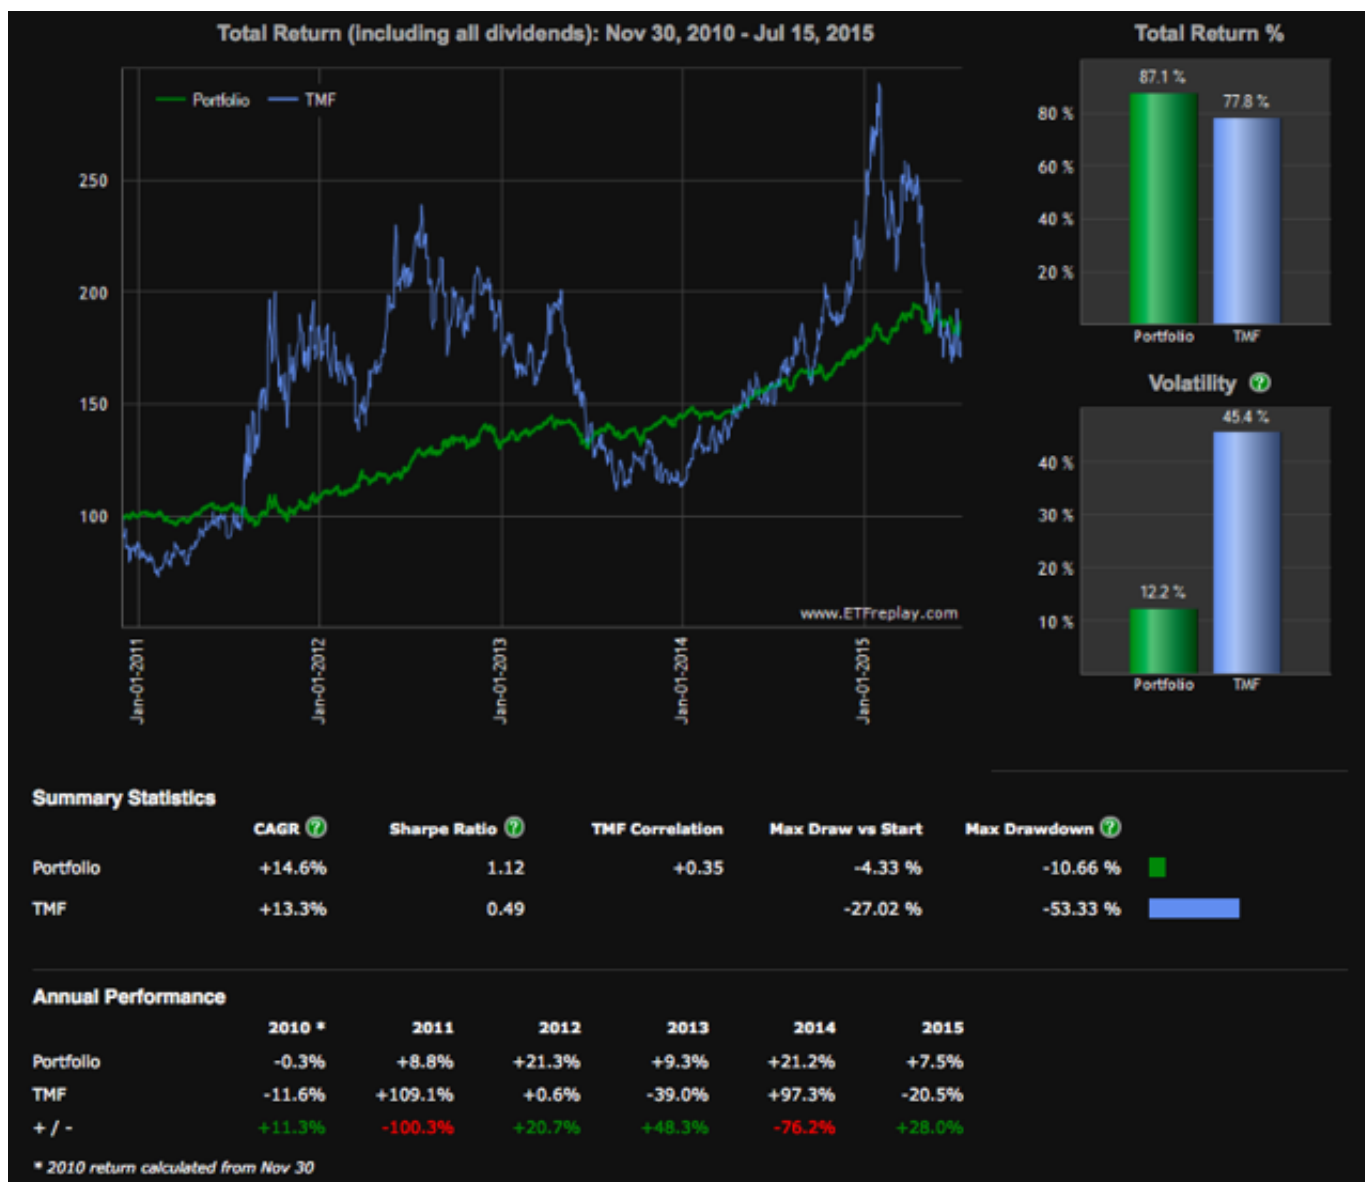 Total Return (including all dividends): Nov 30, 2010 - Jul 15, 2015
Portfolio TMF
250
200
150
100
www.ETFreplay.com
Jan-01-2011 Jan-01-2012 Jan-01-2013 Jan-01-2014 Jan-01-2015
Total Return %
87.1 %
77.8 %
80 %
60 %
40 %
20 %
Portfolio TMF
Volatility ?
45.4 %
40 %
30 %
20 %
12.2 %
10 %
Portfolio TMF
Summary Statistics
CAGR ? Sharpe Ratio ? TMF Correlation Max Draw vs Start Max Drawdown ?
Portfolio +14.6% 1.12 +0.35 -4.33 % -10.66 %
TMF +13.3% 0.49 -27.02 % -53.33 %
Annual Performance
2010 * 2011 2012 2013 2014 2015
Portfolio -0.3% +8.8% +21.3% +9.3% +21.2% +7.5%
TMF -11.6% +109.1% +0.6% -39.0% +97.3% -20.5%
+ / - +11.3% -100.3% +20.7% +48.3% -76.2% +28.0%
* 2010 return calculated from Nov 30